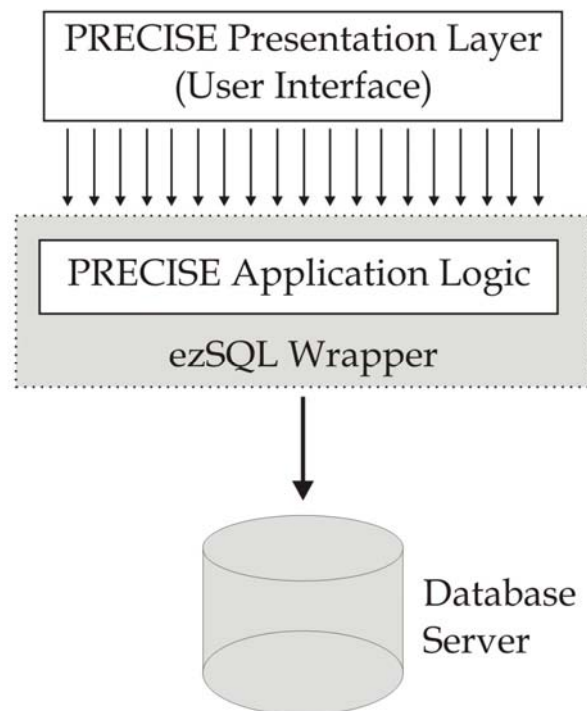 PRECISE Presentation Layer
(User Interface)
PRECISE Application Logic
ezSQL Wrapper
Database
Server